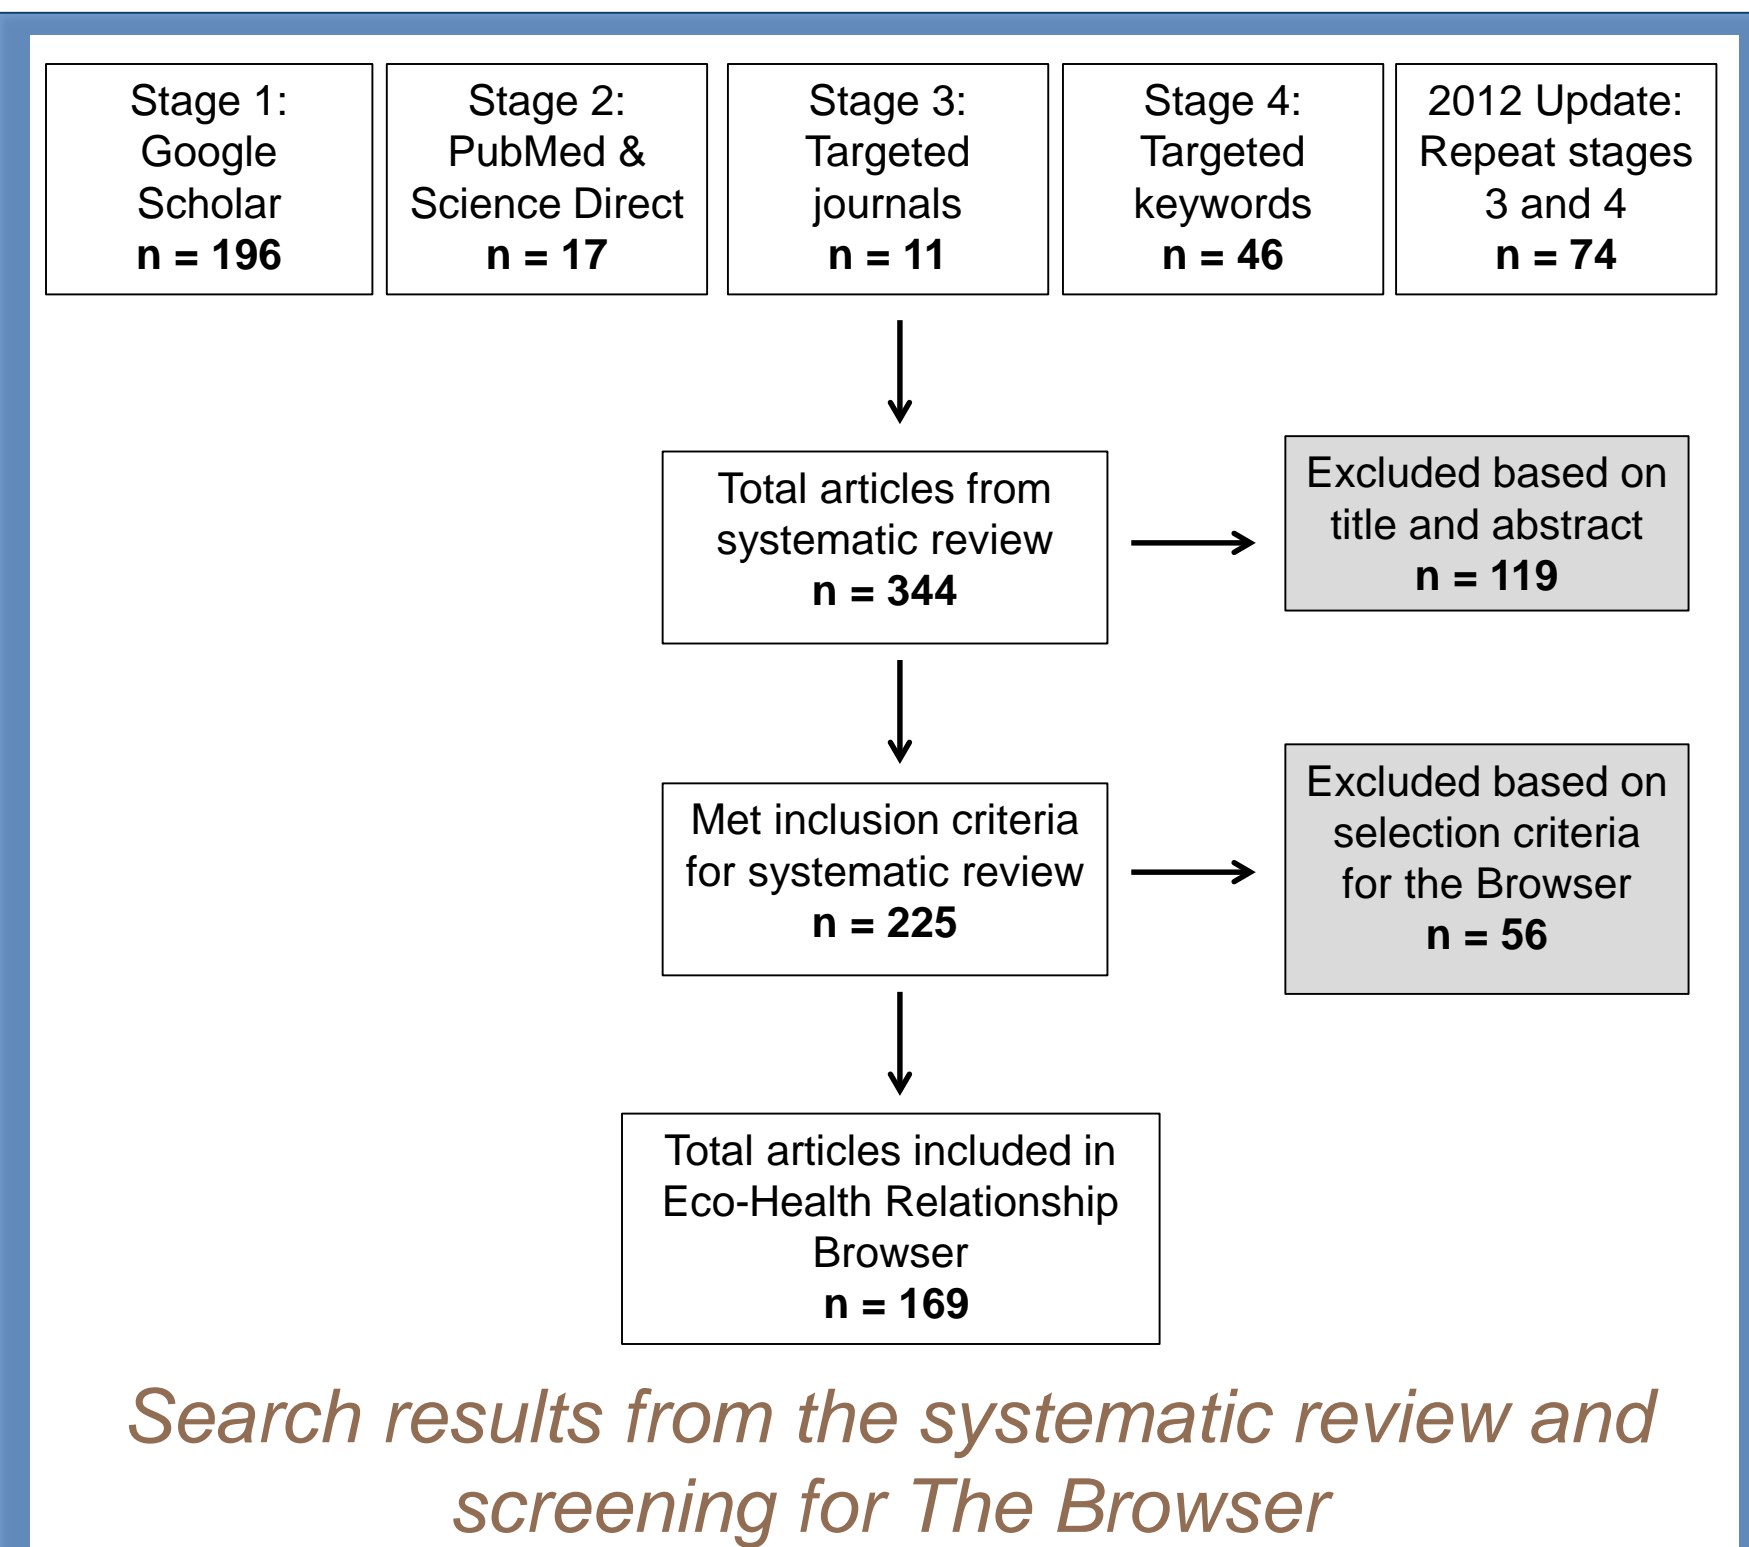 Stage 1:
Google
Scholar
n = 196
Stage 2:
PubMed &
Science Direct
n = 17
Stage 3:
Targeted
journals
n = 11
Stage 4:
Targeted
keywords
n = 46
2012 Update:
Repeat stages
3 and 4
n = 74
Total articles from
systematic review
n = 344
Excluded based on
title and abstract
n = 119
Met inclusion criteria
for systematic review
n = 225
Excluded based on
selection criteria
for the Browser
n = 56
Total articles included in
Eco-Health Relationship
Browser
n = 169
Search results from the systematic review and
screening for The Browser